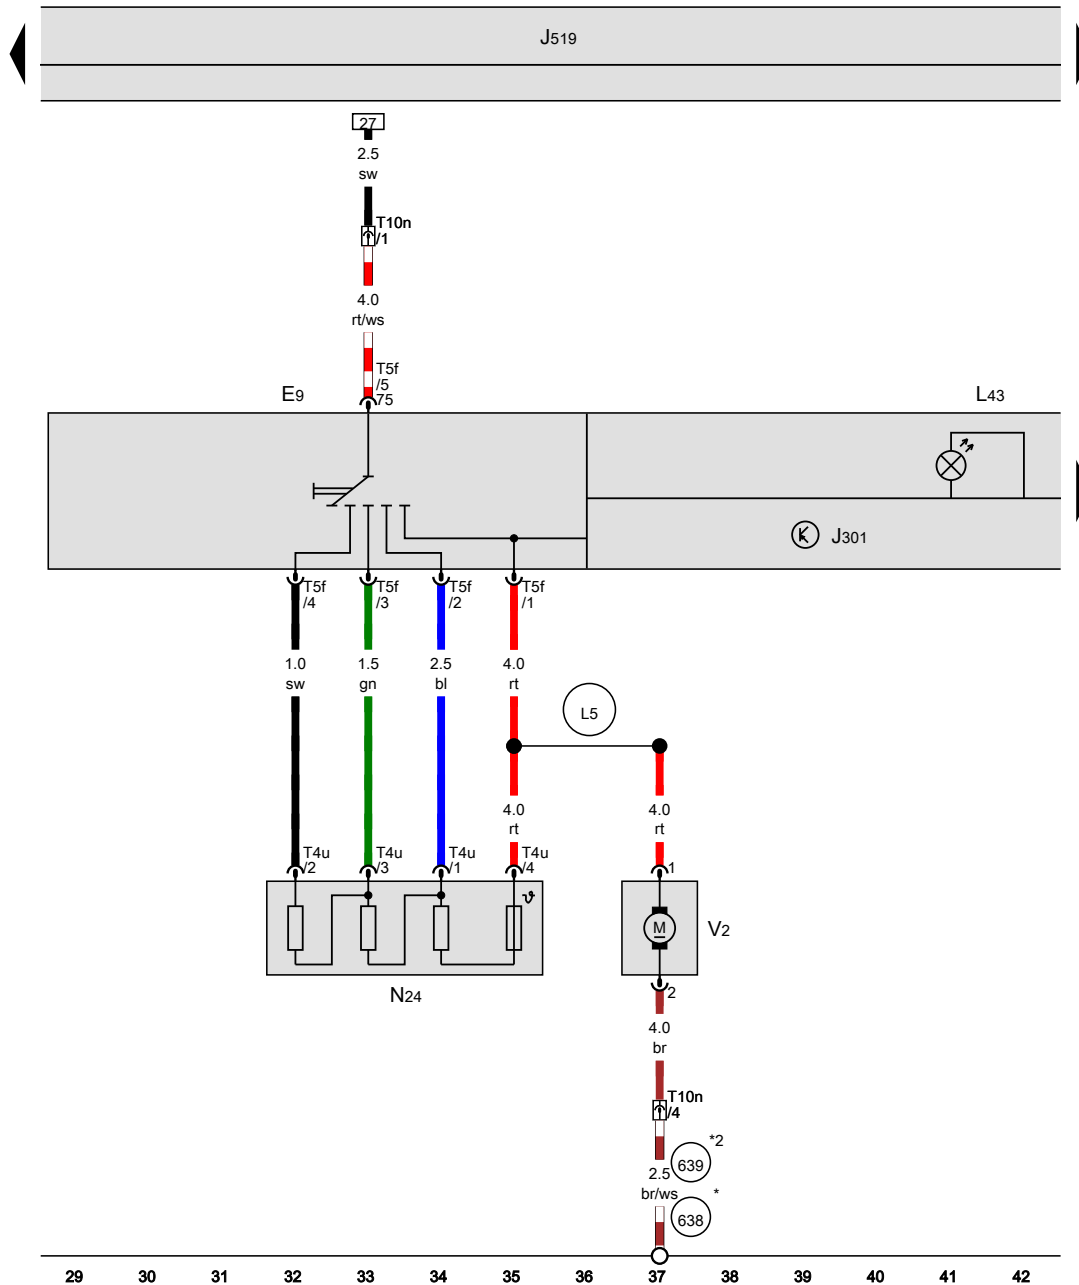 J519
27
2.5
sw
T10n
/1
4.0
rt/ws
T5f
/5
75
E9
L43
J301
T5f
/4
T5f
/3
T5f
/2
T5f
/1
1.0
sw
1.5
gn
2.5
bl
4.0
rt
L5
4.0
rt
4.0
rt
T4u
/2
T4u
/3
T4u
/1
T4u
/4
1
ϑ
M
V2
N24
2
4.0
br
T10n
/4
*2
639
2.5
br/ws
*
638
29 30 31 32 33 34 35 36 37 38 39 40 41 42